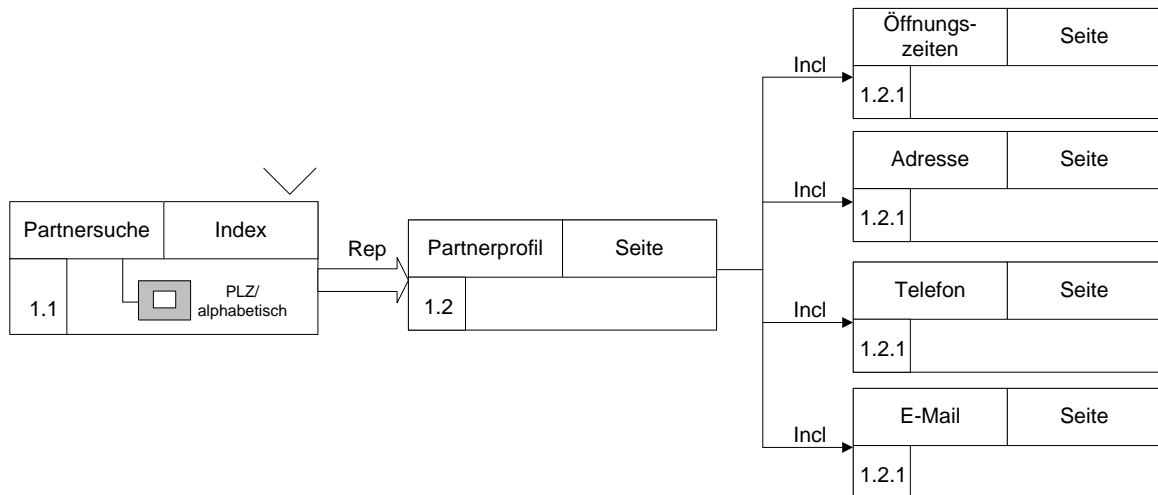 Partnersuche
Index
1.1
PLZ/
alphabetisch
Rep
Partnerprofil
Seite
1.2
Incl
Öffnungs-
zeiten
Seite
1.2.1
Incl
Adresse
Seite
1.2.1
Incl
Telefon
Seite
1.2.1
Incl
E-Mail
Seite
1.2.1